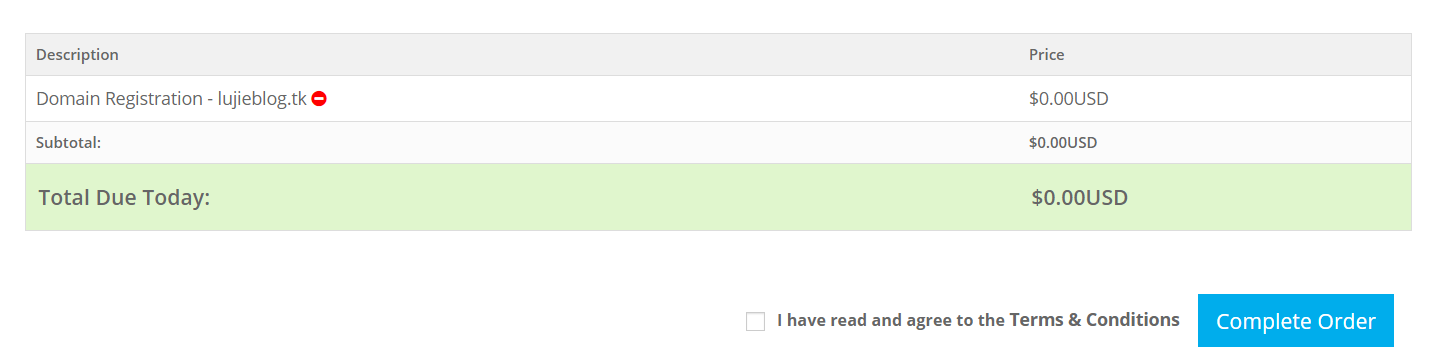 Description Price
Domain Registration - lujieblog.tk $0.00USD
Subtotal: $0.00USD
Total Due Today: $0.00USD
I have read and agree to the Terms & Conditions Complete Order